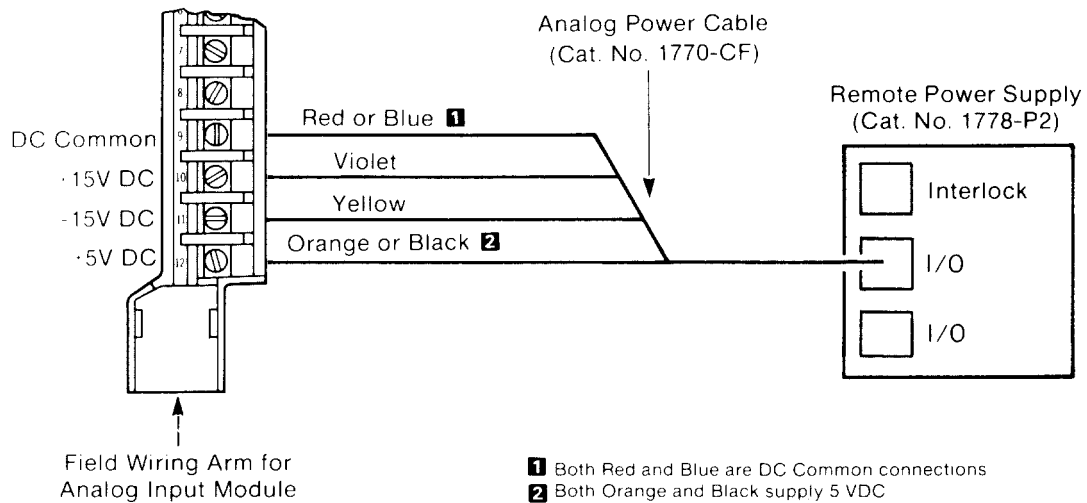 Analog Power Cable
(Cat. No. 1770-CF)
Remote Power Supply
(Cat. No. 1778-P2)
7
8
DC Common
9
Red or Blue 1
·15V DC
10
Violet
-15V DC
11
Yellow
·5V DC
12
Orange or Black 2
Interlock
I/O
I/O
Field Wiring Arm for
Analog Input Module
1 Both Red and Blue are DC Common connections
2 Both Orange and Black supply 5 VDC